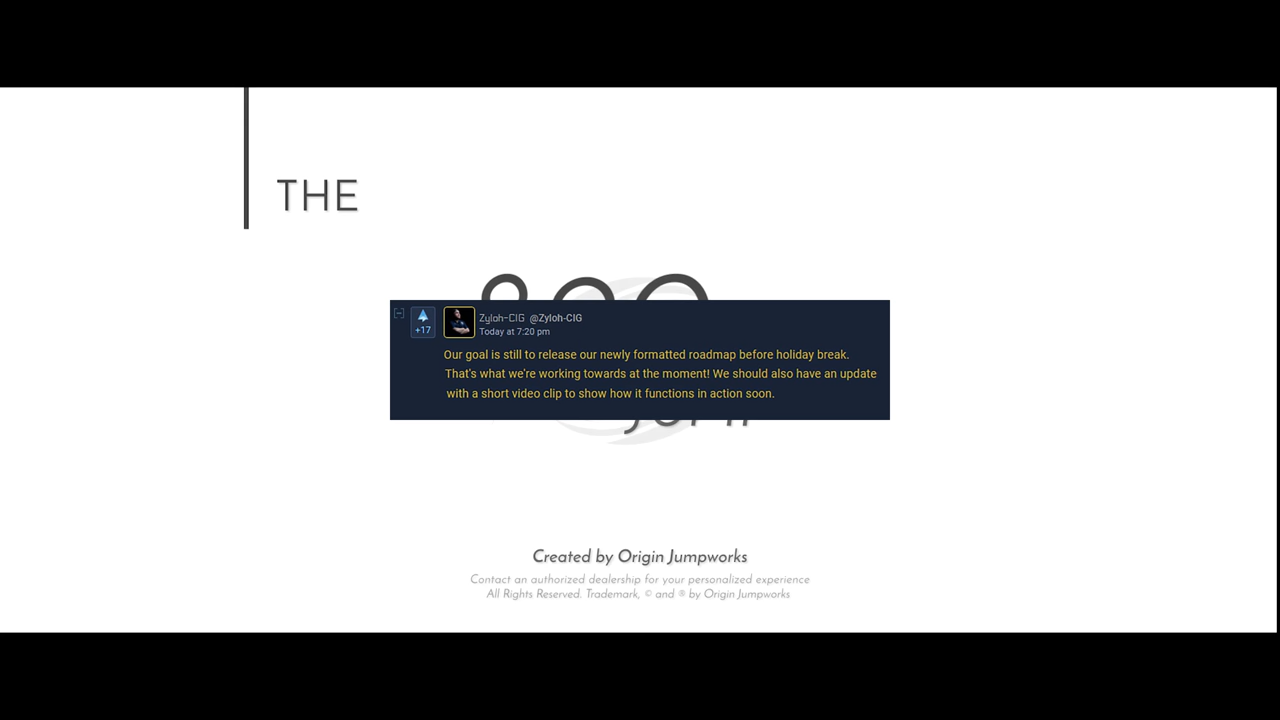 THE
[-]
+17
Zyloh-CIG @Zyloh-CIG
Today at 7:20 pm
Our goal is still to release our newly formatted roadmap before holiday break.
That's what we're working towards at the moment! We should also have an update
with a short video clip to show how it functions in action soon.
Created by Origin Jumpworks
Contact an authorized dealership for your personalized experience
All Rights Reserved. Trademark, © and ® by Origin Jumpworks